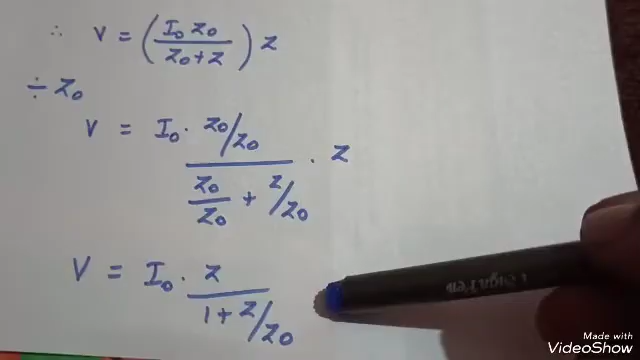 ∴ V = (I₀ Z₀ / Z₀ + Z) Z
÷ Z₀
V = I₀ · Z₀/Z₀ / (Z₀/Z₀ + Z/Z₀) · Z
V = I₀ · Z / (1 + Z/Z₀)
Made with
VideoShow